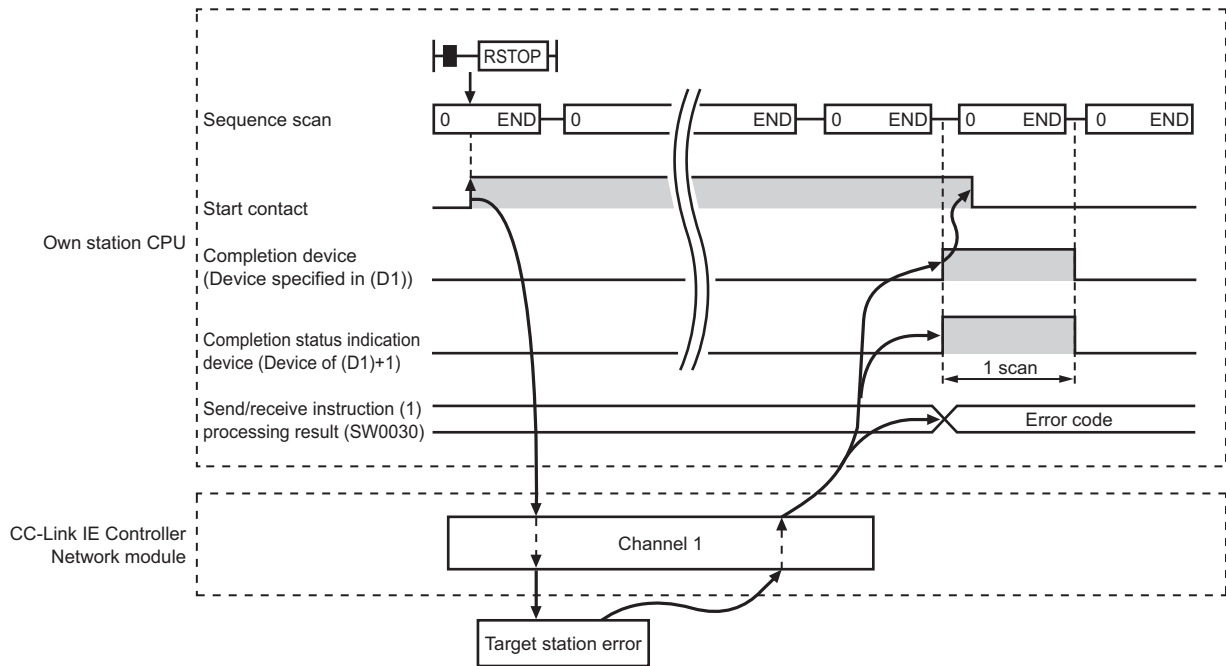 RSTOP
Sequence scan
0 END 0 END 0 END 0 END 0 END
Start contact
Own station CPU
Completion device
(Device specified in (D1))
Completion status indication
device (Device of (D1)+1)
1 scan
Send/receive instruction (1)
processing result (SW0030)
Error code
CC-Link IE Controller
Network module
Channel 1
Target station error